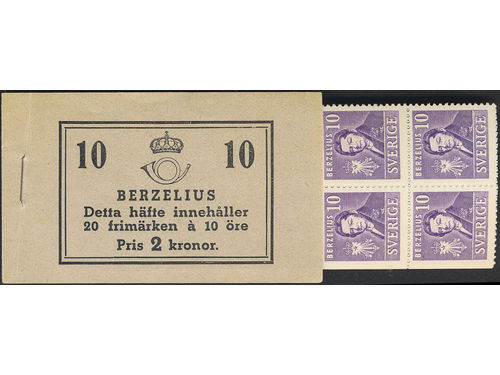 10 10
BERZELIUS
Detta häfte innehåller
20 frimärken à 10 öre
Pris 2 kronor.
BERZELIUS 10 SVERIGE
BERZELIUS 10 SVERIGE
BERZELIUS 10 SVERIGE
BERZELIUS 10 SVERIGE